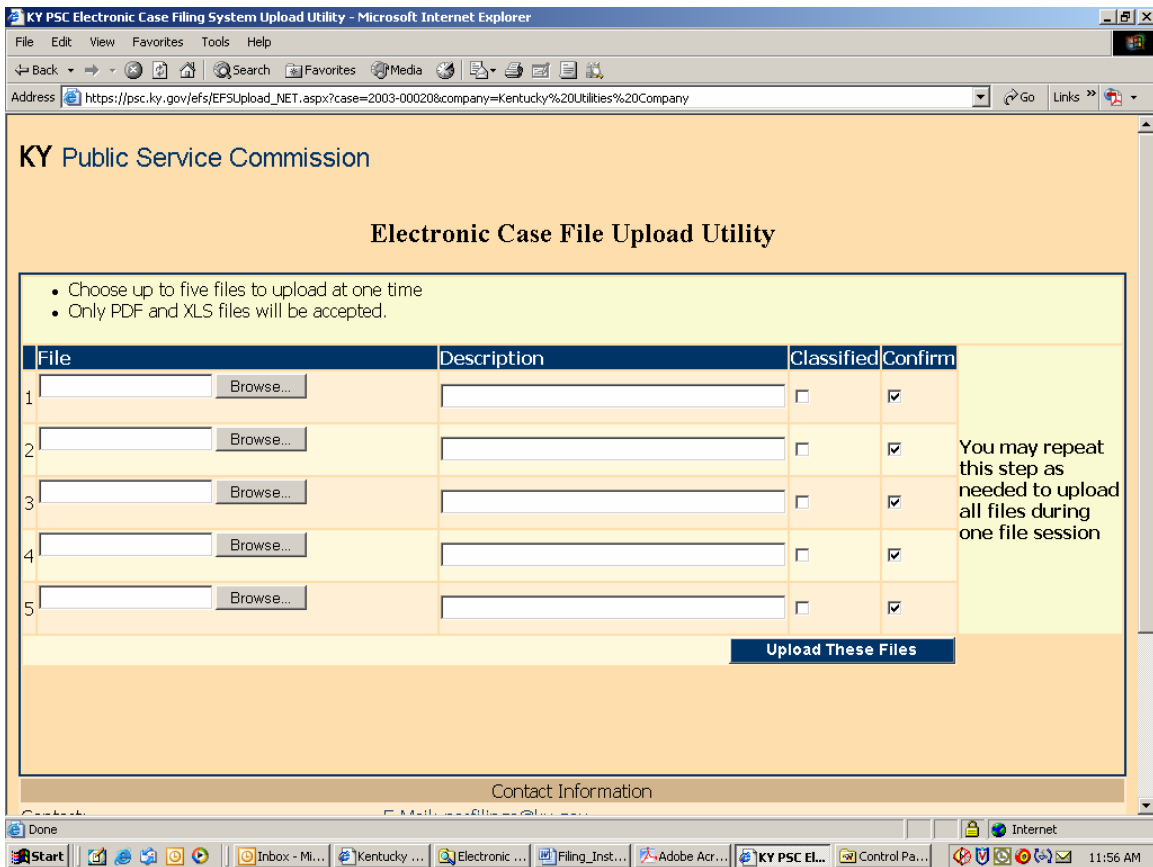 KY PSC Electronic Case Filing System Upload Utility - Microsoft Internet Explorer
File Edit View Favorites Tools Help
Back Search Favorites Media
Address https://psc.ky.gov/efs/EFSUpload_NET.aspx?case=2003-00020&company=Kentucky%20Utilities%20Company Go Links »
KY Public Service Commission
Electronic Case File Upload Utility
• Choose up to five files to upload at one time
• Only PDF and XLS files will be accepted.
File Description Classified Confirm
1 Browse...
2 Browse...
3 Browse...
4 Browse...
5 Browse...
You may repeat
this step as
needed to upload
all files during
one file session
Upload These Files
Contact Information
Done Internet
Start Inbox - Mi... Kentucky ... Electronic ... Filing_Inst... Adobe Acr... KY PSC El... Control Pa... 11:56 AM